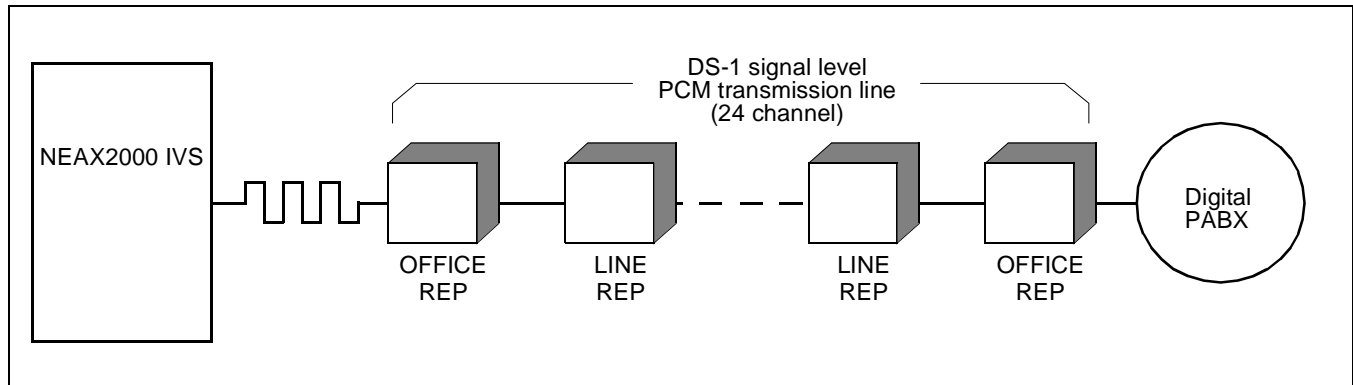 DS-1 signal level
PCM transmission line
(24 channel)
NEAX2000 IVS
Digital
PABX
OFFICE
REP
LINE
REP
LINE
REP
OFFICE
REP